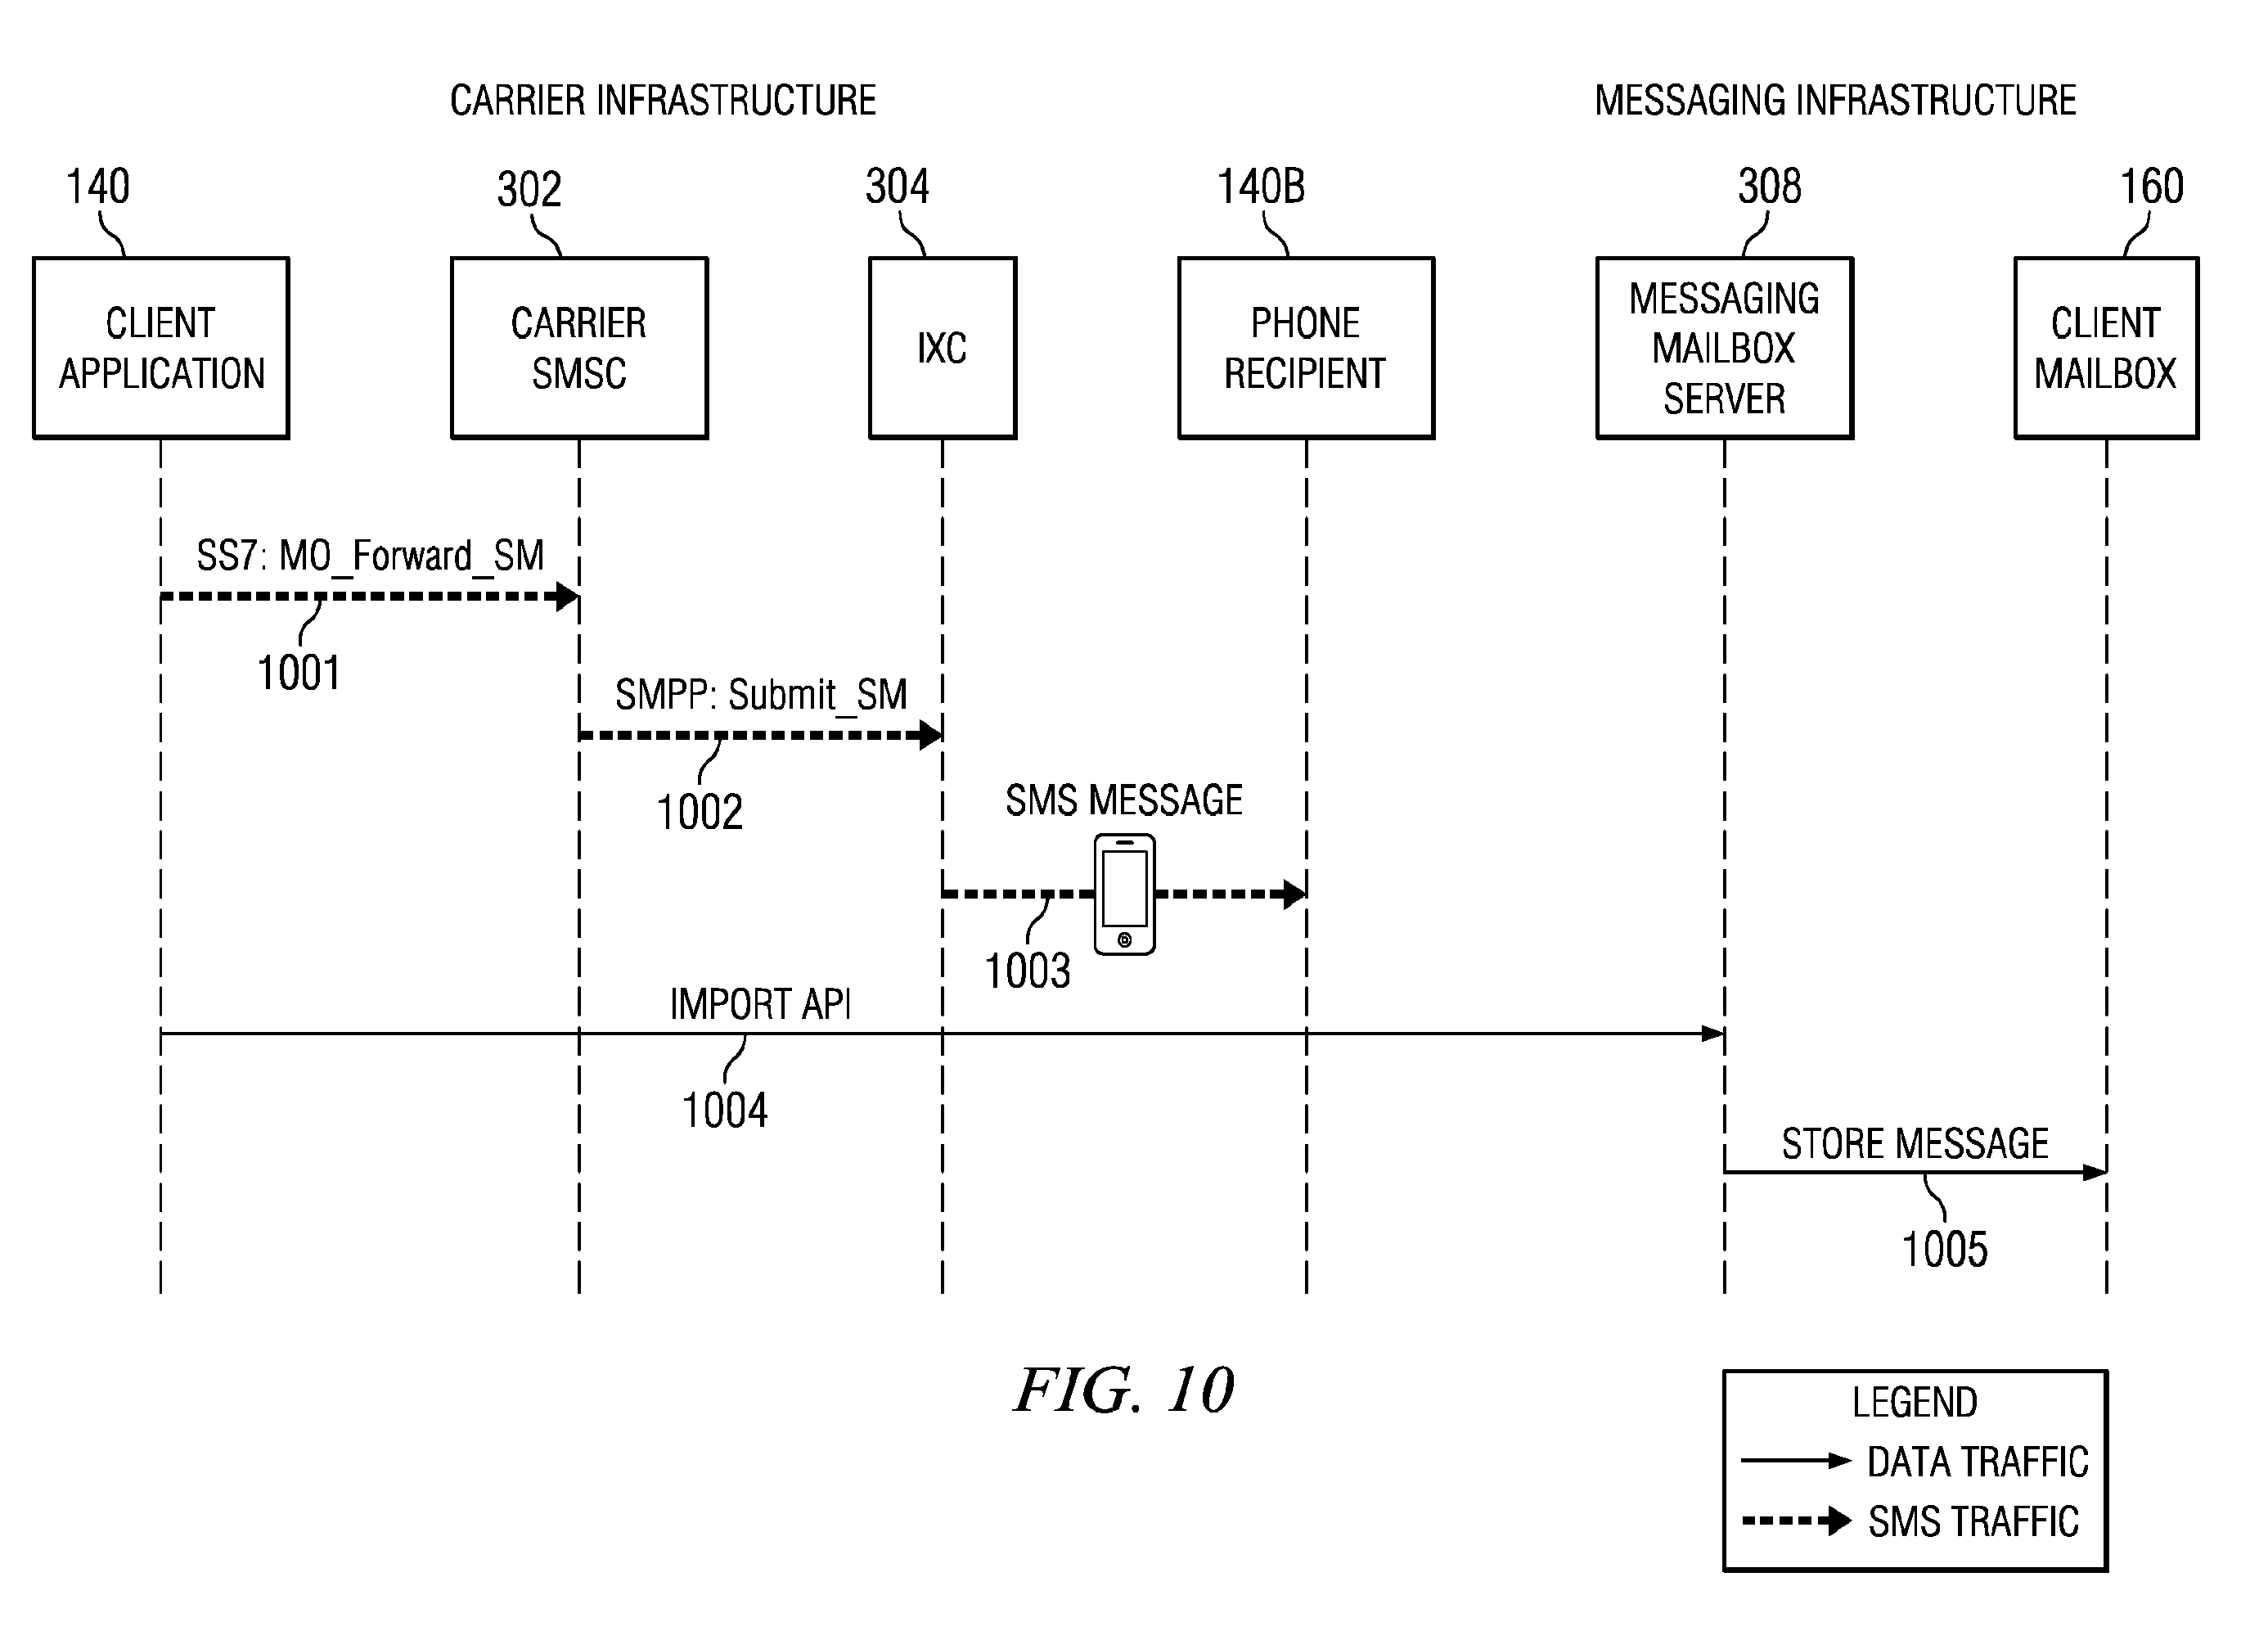 CARRIER INFRASTRUCTURE
MESSAGING INFRASTRUCTURE
140
302
304
140B
308
160
CLIENT
APPLICATION
CARRIER
SMSC
IXC
PHONE
RECIPIENT
MESSAGING
MAILBOX
SERVER
CLIENT
MAILBOX
SS7: MO_Forward_SM
1001
SMPP: Submit_SM
1002
SMS MESSAGE
1003
IMPORT API
1004
STORE MESSAGE
1005
FIG. 10
LEGEND
DATA TRAFFIC
SMS TRAFFIC